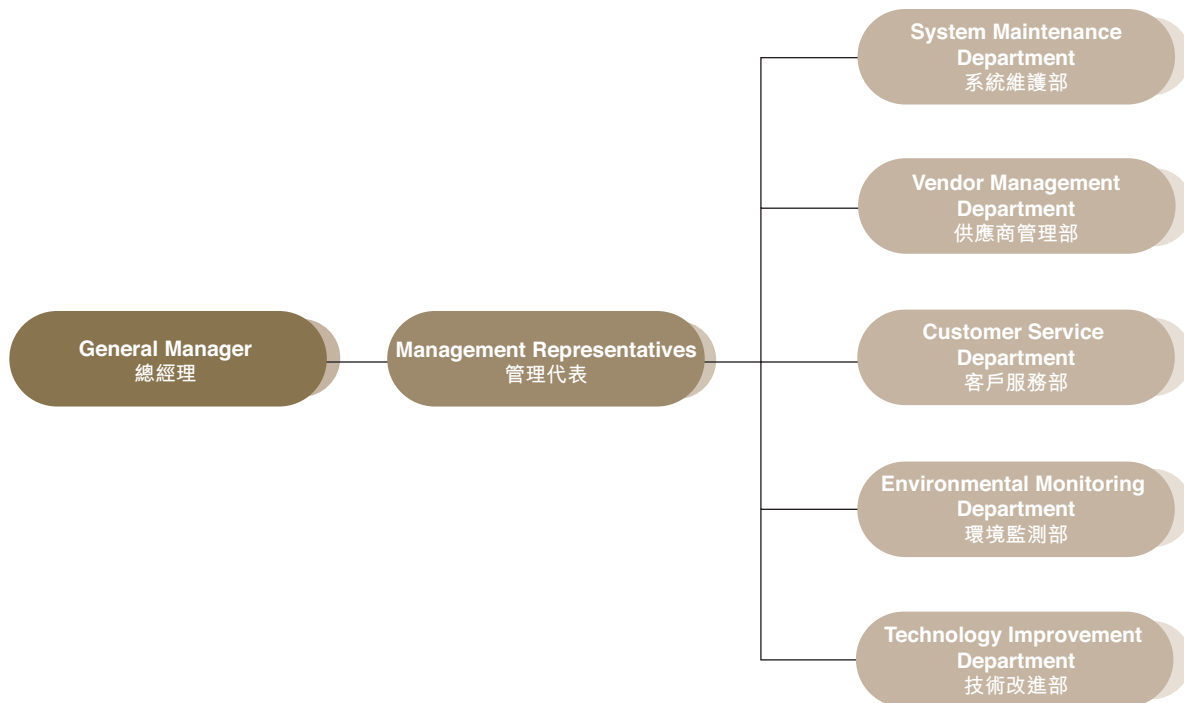 System Maintenance
Department
系統維護部
Vendor Management
Department
供應商管理部
General Manager
總經理
Management Representatives
管理代表
Customer Service
Department
客戶服務部
Environmental Monitoring
Department
環境監測部
Technology Improvement
Department
技術改進部